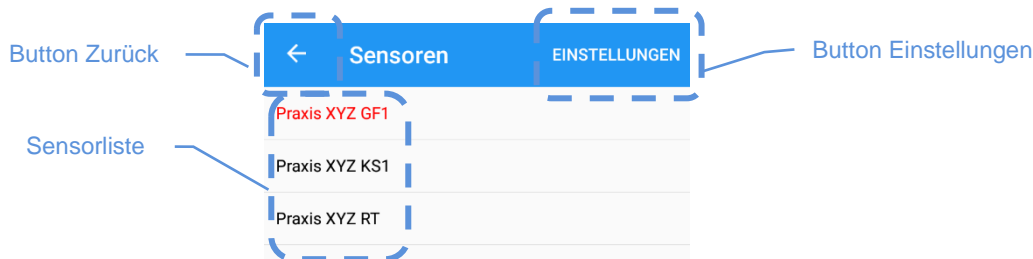 Button Zurück
Sensoren
EINSTELLUNGEN
Button Einstellungen
Praxis XYZ GF1
Sensorliste
Praxis XYZ KS1
Praxis XYZ RT